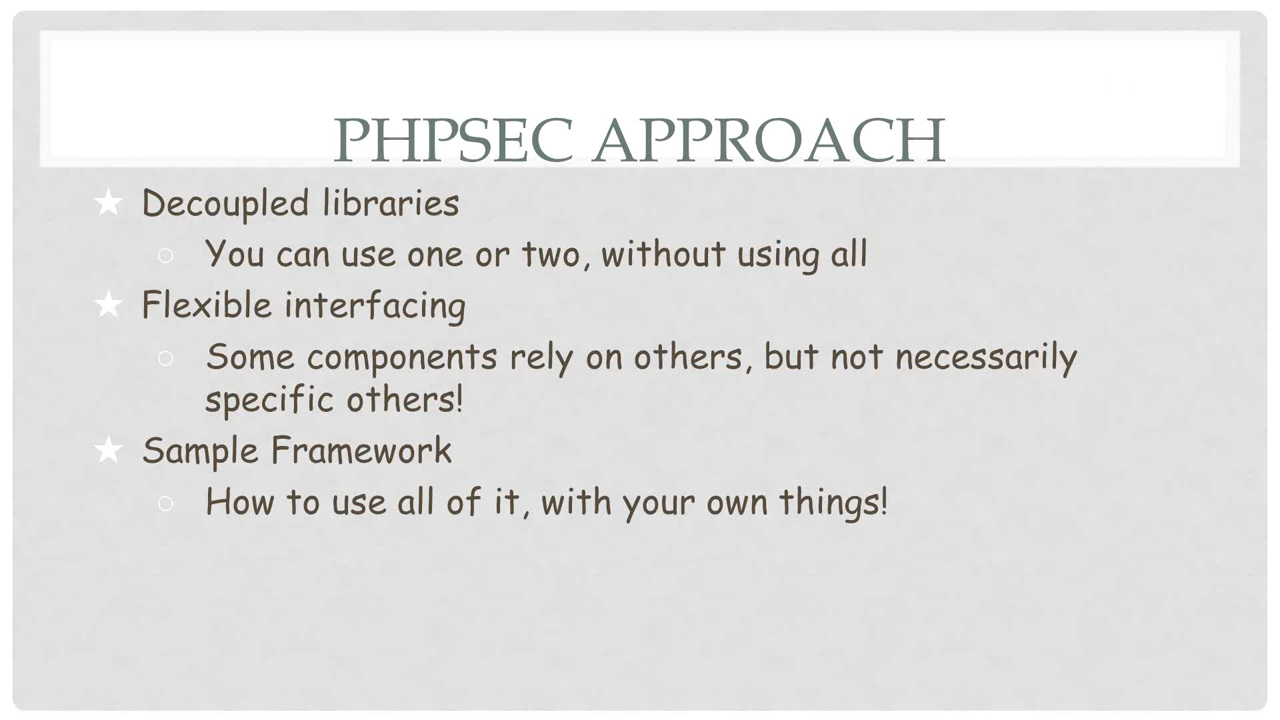 PHPSEC APPROACH
★ Decoupled libraries
○ You can use one or two, without using all
★ Flexible interfacing
○ Some components rely on others, but not necessarily
specific others!
★ Sample Framework
○ How to use all of it, with your own things!